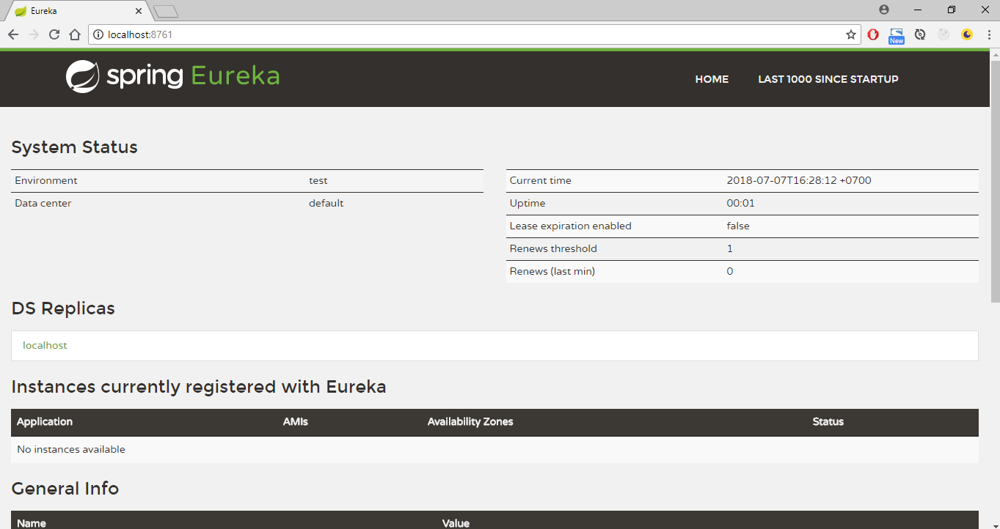 Eureka
localhost:8761
New
spring Eureka
HOME LAST 1000 SINCE STARTUP
System Status
Environment test
Data center default
Current time 2018-07-07T16:28:12 +0700
Uptime 00:01
Lease expiration enabled false
Renews threshold 1
Renews (last min) 0
DS Replicas
localhost
Instances currently registered with Eureka
Application AMIs Availability Zones Status
No instances available
General Info
Name Value